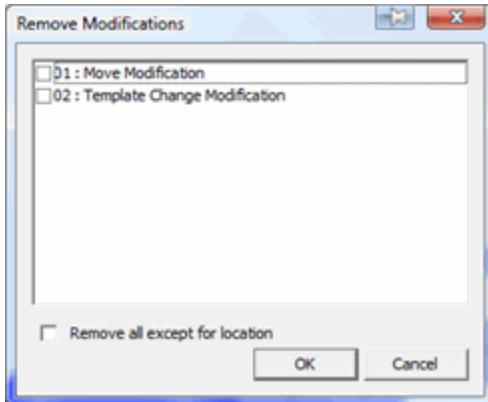 Remove Modifications
01 : Move Modification
02 : Template Change Modification
Remove all except for location
OK Cancel